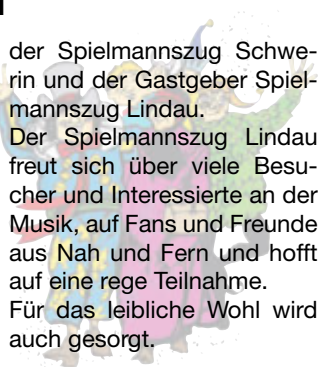 der Spielmannszug Schwe-
rin und der Gastgeber Spiel-
mannszug Lindau.
Der Spielmannszug Lindau
freut sich über viele Besu-
cher und Interessierte an der
Musik, auf Fans und Freunde
aus Nah und Fern und hofft
auf eine rege Teilnahme.
Für das leibliche Wohl wird
auch gesorgt.